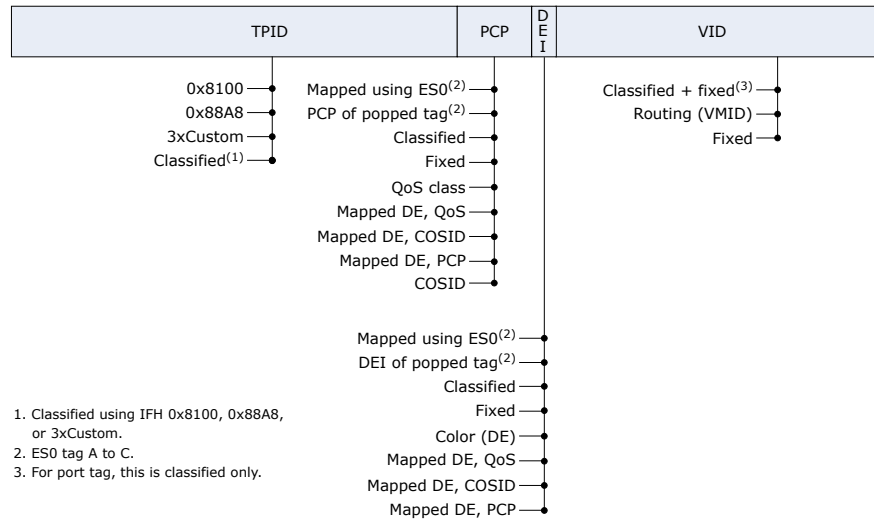 TPID
PCP
DEI
VID
0x8100
0x88A8
3xCustom
Classified(1)
Mapped using ES0(2)
PCP of popped tag(2)
Classified
Fixed
QoS class
Mapped DE, QoS
Mapped DE, COSID
Mapped DE, PCP
COSID
Classified + fixed(3)
Routing (VMID)
Fixed
Mapped using ES0(2)
DEI of popped tag(2)
Classified
Fixed
Color (DE)
Mapped DE, QoS
Mapped DE, COSID
Mapped DE, PCP
1. Classified using IFH 0x8100, 0x88A8,
or 3xCustom.
2. ES0 tag A to C.
3. For port tag, this is classified only.